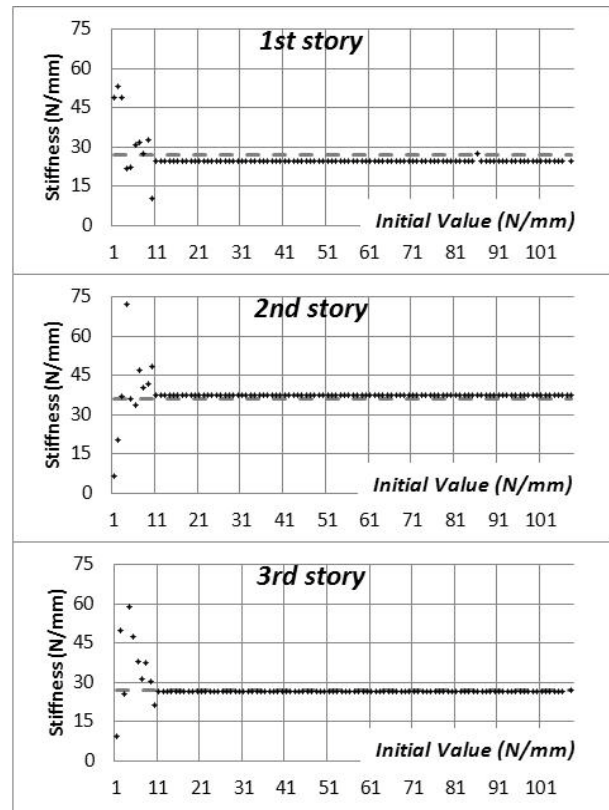 1st story
Stiffness (N/mm)
75
60
45
30
15
0
Initial Value (N/mm)
1 11 21 31 41 51 61 71 81 91 101
2nd story
Stiffness (N/mm)
75
60
45
30
15
0
Initial Value (N/mm)
1 11 21 31 41 51 61 71 81 91 101
3rd story
Stiffness (N/mm)
75
60
45
30
15
0
Initial Value (N/mm)
1 11 21 31 41 51 61 71 81 91 101